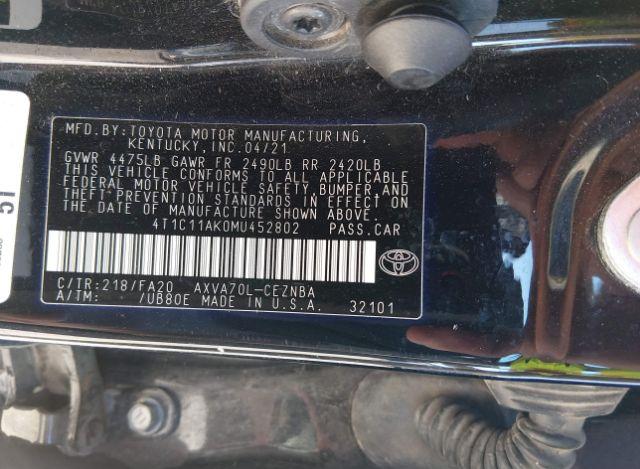 MFD.BY:TOYOTA MOTOR MANUFACTURING,
KENTUCKY, INC.04/21
GVWR 4475LB GAWR FR 2490LB RR 2420LB
THIS VEHICLE CONFORMS TO ALL APPLICABLE
FEDERAL MOTOR VEHICLE SAFETY, BUMPER, AND
THEFT PREVENTION STANDARDS IN EFFECT ON
THE DATE OF MANUFACTURE SHOWN ABOVE.
4T1C11AK0MU452802 PASS.CAR
C/TR:218/FA20 AXVA70L-CEZNBA
A/TM: /UB80E MADE IN U.S.A. 32101
51